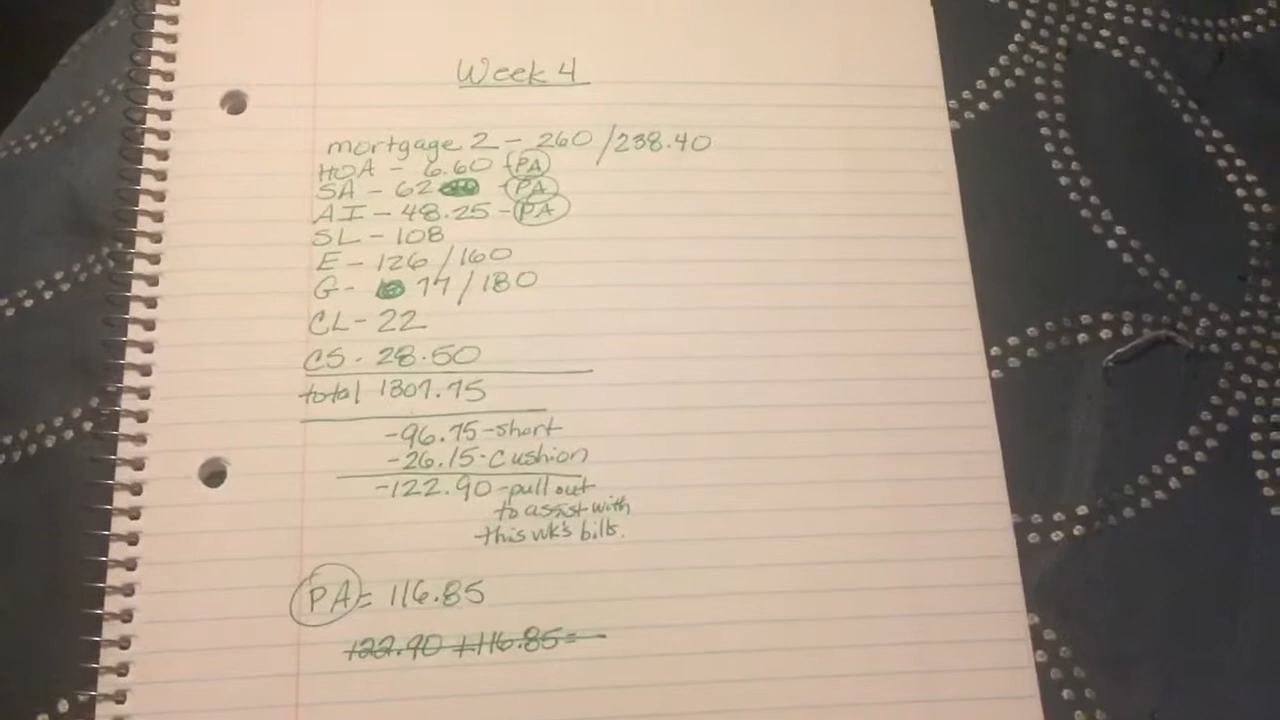 Week 4
mortgage 2 - 260 / 238.40
HOA - 6.60 - PA
SA - 62 - PA
AI - 48.25 - PA
SL - 108
E - 126 / 160
G - 77 / 180
CL - 22
CS - 28.50
total 1307.75
-96.75 - short
-26.15 - cushion
-122.90 - pull out
to assist with
this wk's bills.
PA = 116.85
122.90 + 116.85 =